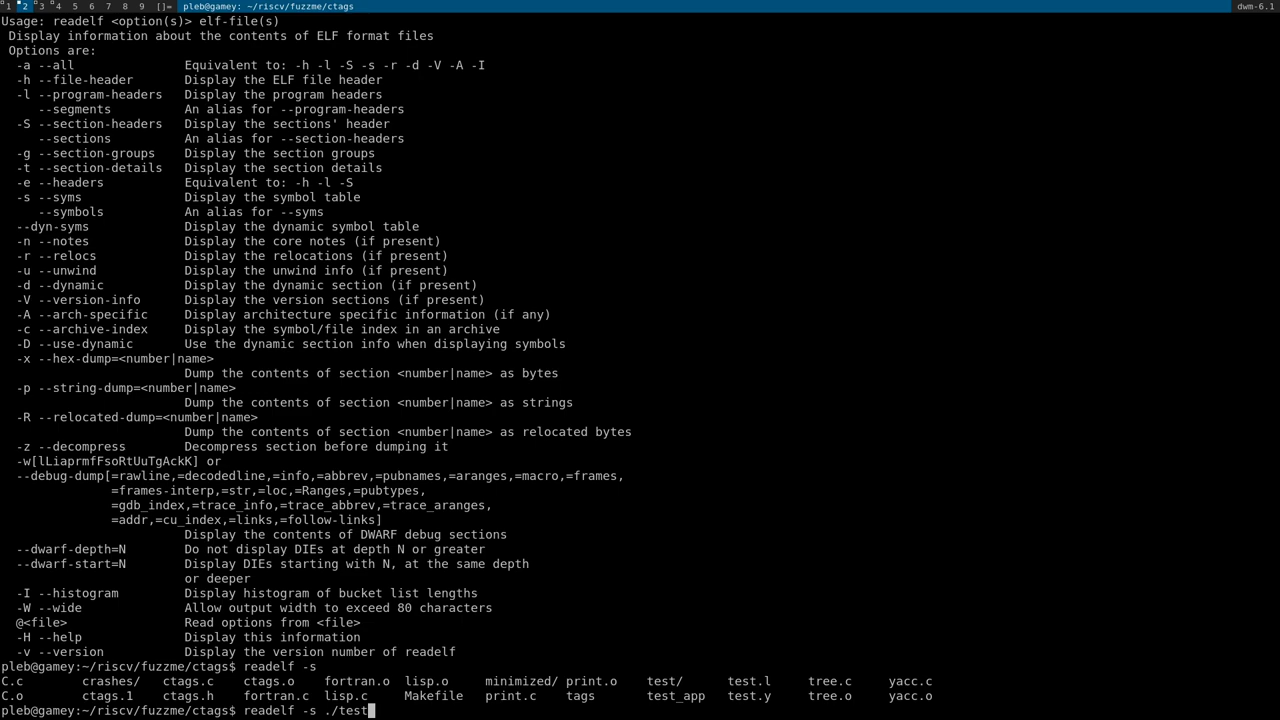 1 2 3 4 5 6 7 8 9 []= pleb@gamey: ~/riscv/fuzzme/ctags dwm-6.1
Usage: readelf <option(s)> elf-file(s)
 Display information about the contents of ELF format files
 Options are:
  -a --all               Equivalent to: -h -l -S -s -r -d -V -A -I
  -h --file-header       Display the ELF file header
  -l --program-headers   Display the program headers
     --segments          An alias for --program-headers
  -S --section-headers   Display the sections' header
     --sections          An alias for --section-headers
  -g --section-groups    Display the section groups
  -t --section-details   Display the section details
  -e --headers           Equivalent to: -h -l -S
  -s --syms              Display the symbol table
     --symbols           An alias for --syms
  --dyn-syms             Display the dynamic symbol table
  -n --notes             Display the core notes (if present)
  -r --relocs            Display the relocations (if present)
  -u --unwind            Display the unwind info (if present)
  -d --dynamic           Display the dynamic section (if present)
  -V --version-info      Display the version sections (if present)
  -A --arch-specific     Display architecture specific information (if any)
  -c --archive-index     Display the symbol/file index in an archive
  -D --use-dynamic       Use the dynamic section info when displaying symbols
  -x --hex-dump=<number|name>
                         Dump the contents of section <number|name> as bytes
  -p --string-dump=<number|name>
                         Dump the contents of section <number|name> as strings
  -R --relocated-dump=<number|name>
                         Dump the contents of section <number|name> as relocated bytes
  -z --decompress        Decompress section before dumping it
  -w[lLiaprmfFsoRtUuTgAckK] or
  --debug-dump[=rawline,=decodedline,=info,=abbrev,=pubnames,=aranges,=macro,=frames,
               =frames-interp,=str,=loc,=Ranges,=pubtypes,
               =gdb_index,=trace_info,=trace_abbrev,=trace_aranges,
               =addr,=cu_index,=links,=follow-links]
                         Display the contents of DWARF debug sections
  --dwarf-depth=N        Do not display DIEs at depth N or greater
  --dwarf-start=N        Display DIEs starting with N, at the same depth
                         or deeper
  -I --histogram         Display histogram of bucket list lengths
  -W --wide              Allow output width to exceed 80 characters
  @<file>                Read options from <file>
  -H --help              Display this information
  -v --version           Display the version number of readelf
pleb@gamey:~/riscv/fuzzme/ctags$ readelf -s
C.c        crashes/   ctags.c    ctags.o    fortran.o  lisp.o     minimized/ print.o    test/      test.l     tree.c     yacc.c
C.o        ctags.1    ctags.h    fortran.c  lisp.c     Makefile   print.c    tags       test_app   test.y     tree.o     yacc.o
pleb@gamey:~/riscv/fuzzme/ctags$ readelf -s ./test